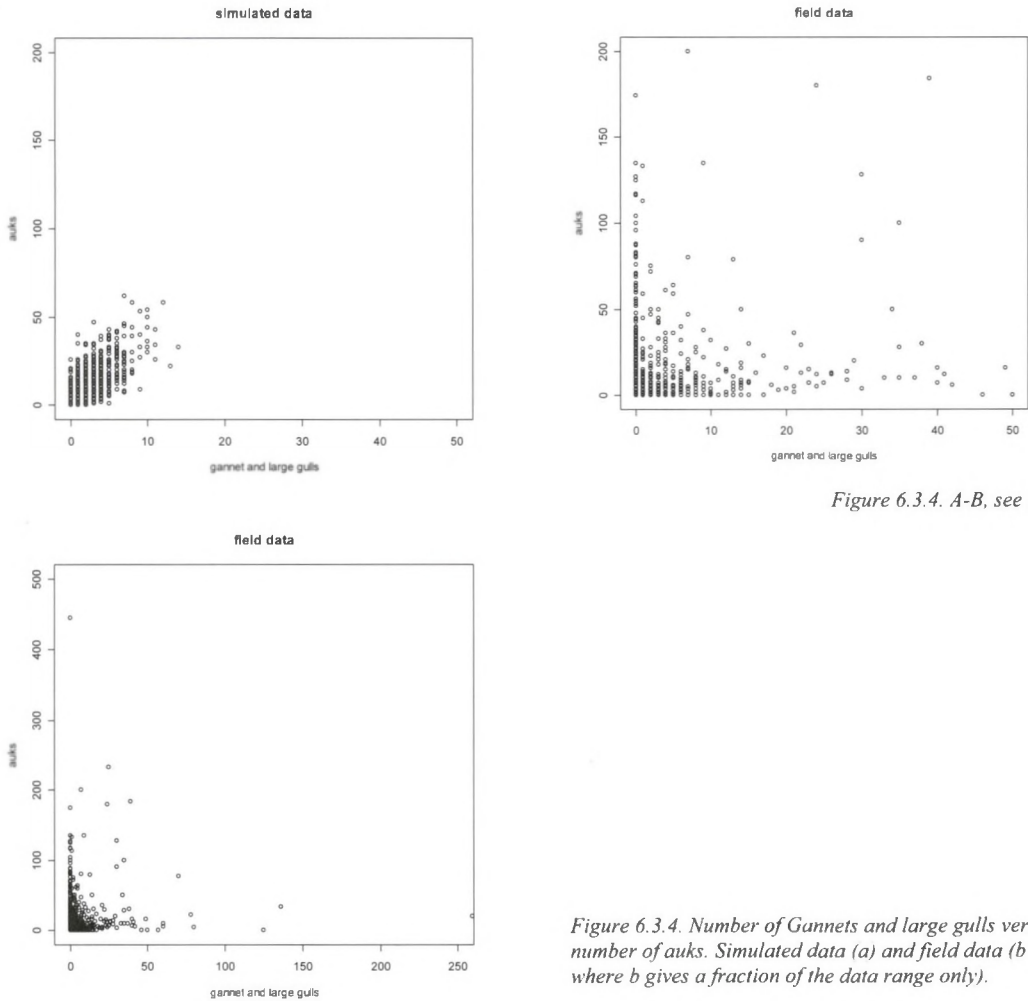 simulated data
200
150
100
50
0
auks
0 10 20 30 40 50
gannet and large gulls
field data
200
150
100
50
0
auks
0 10 20 30 40 50
gannet and large gulls
Figure 6.3.4. A-B, see
field data
500
400
300
200
100
0
auks
0 50 100 150 200 250
gannet and large gulls
Figure 6.3.4. Number of Gannets and large gulls ver
number of auks. Simulated data (a) and field data (b
where b gives a fraction of the data range only).